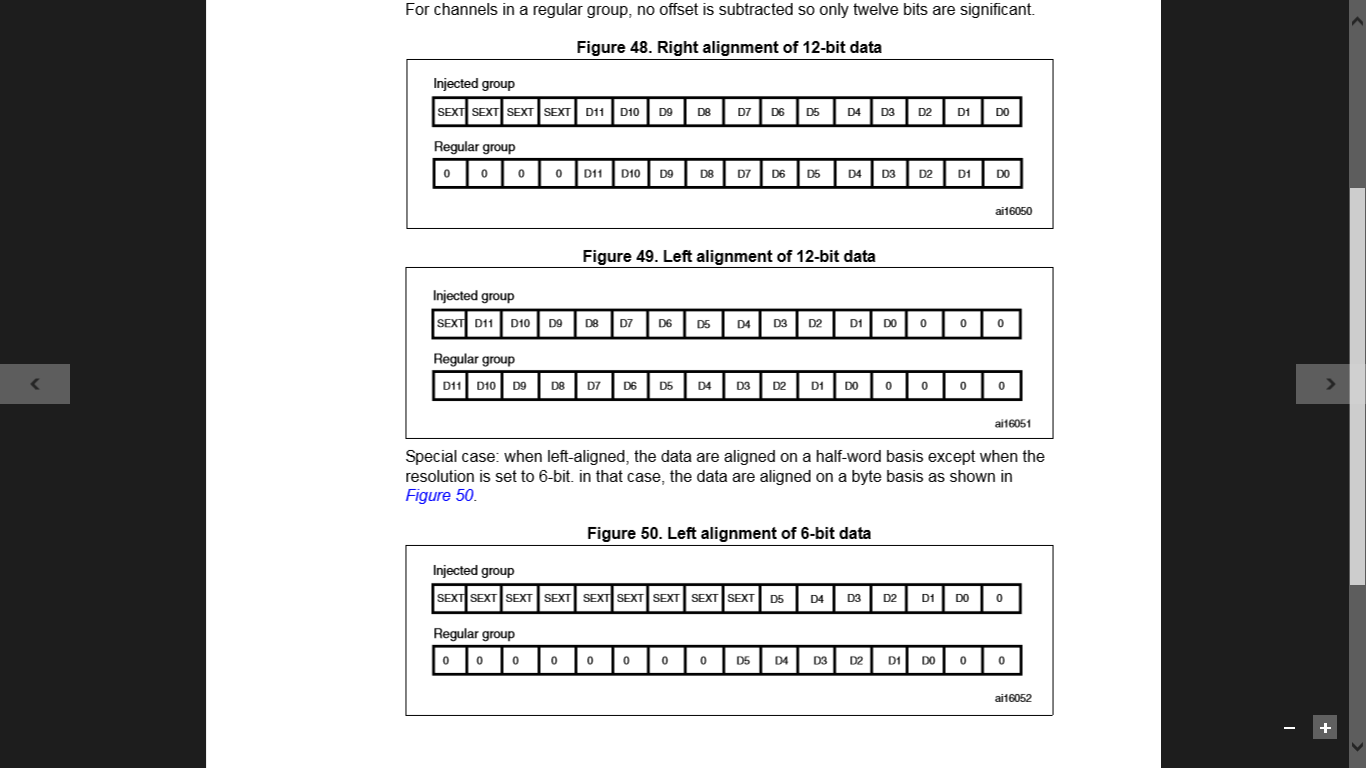 For channels in a regular group, no offset is subtracted so only twelve bits are significant.
Figure 48. Right alignment of 12-bit data
Injected group
SEXT SEXT SEXT SEXT D11 D10 D9 D8 D7 D6 D5 D4 D3 D2 D1 D0
Regular group
0 0 0 0 D11 D10 D9 D8 D7 D6 D5 D4 D3 D2 D1 D0
ai16050
Figure 49. Left alignment of 12-bit data
Injected group
SEXT D11 D10 D9 D8 D7 D6 D5 D4 D3 D2 D1 D0 0 0 0
Regular group
D11 D10 D9 D8 D7 D6 D5 D4 D3 D2 D1 D0 0 0 0 0
ai16051
Special case: when left-aligned, the data are aligned on a half-word basis except when the
resolution is set to 6-bit. in that case, the data are aligned on a byte basis as shown in
Figure 50.
Figure 50. Left alignment of 6-bit data
Injected group
SEXT SEXT SEXT SEXT SEXT SEXT SEXT SEXT SEXT D5 D4 D3 D2 D1 D0 0
Regular group
0 0 0 0 0 0 0 0 D5 D4 D3 D2 D1 D0 0 0
ai16052